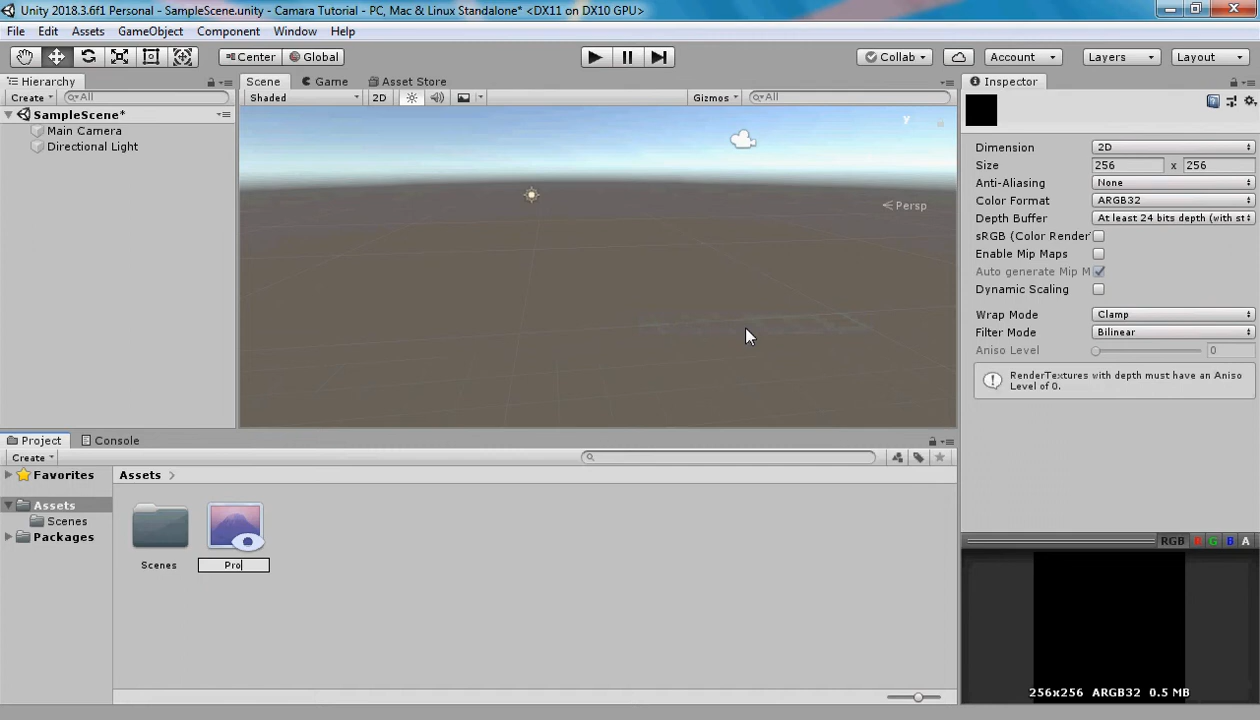 Unity 2018.3.6f1 Personal - SampleScene.unity - Camara Tutorial - PC, Mac & Linux Standalone* <DX11 on DX10 GPU>
File Edit Assets GameObject Component Window Help
Center Global Collab Account Layers Layout
Hierarchy
Create All
SampleScene*
Main Camera
Directional Light
Scene Game Asset Store
Shaded 2D Gizmos All
y
Persp
Inspector
Dimension 2D
Size 256 x 256
Anti-Aliasing None
Color Format ARGB32
Depth Buffer At least 24 bits depth (with st
sRGB (Color Render
Enable Mip Maps
Auto generate Mip M
Dynamic Scaling
Wrap Mode Clamp
Filter Mode Bilinear
Aniso Level 0
RenderTextures with depth must have an Aniso
Level of 0.
Project Console
Create
Favorites
Assets
Scenes
Packages
Assets
Scenes
Pro
RGB R G B A
256x256 ARGB32 0.5 MB